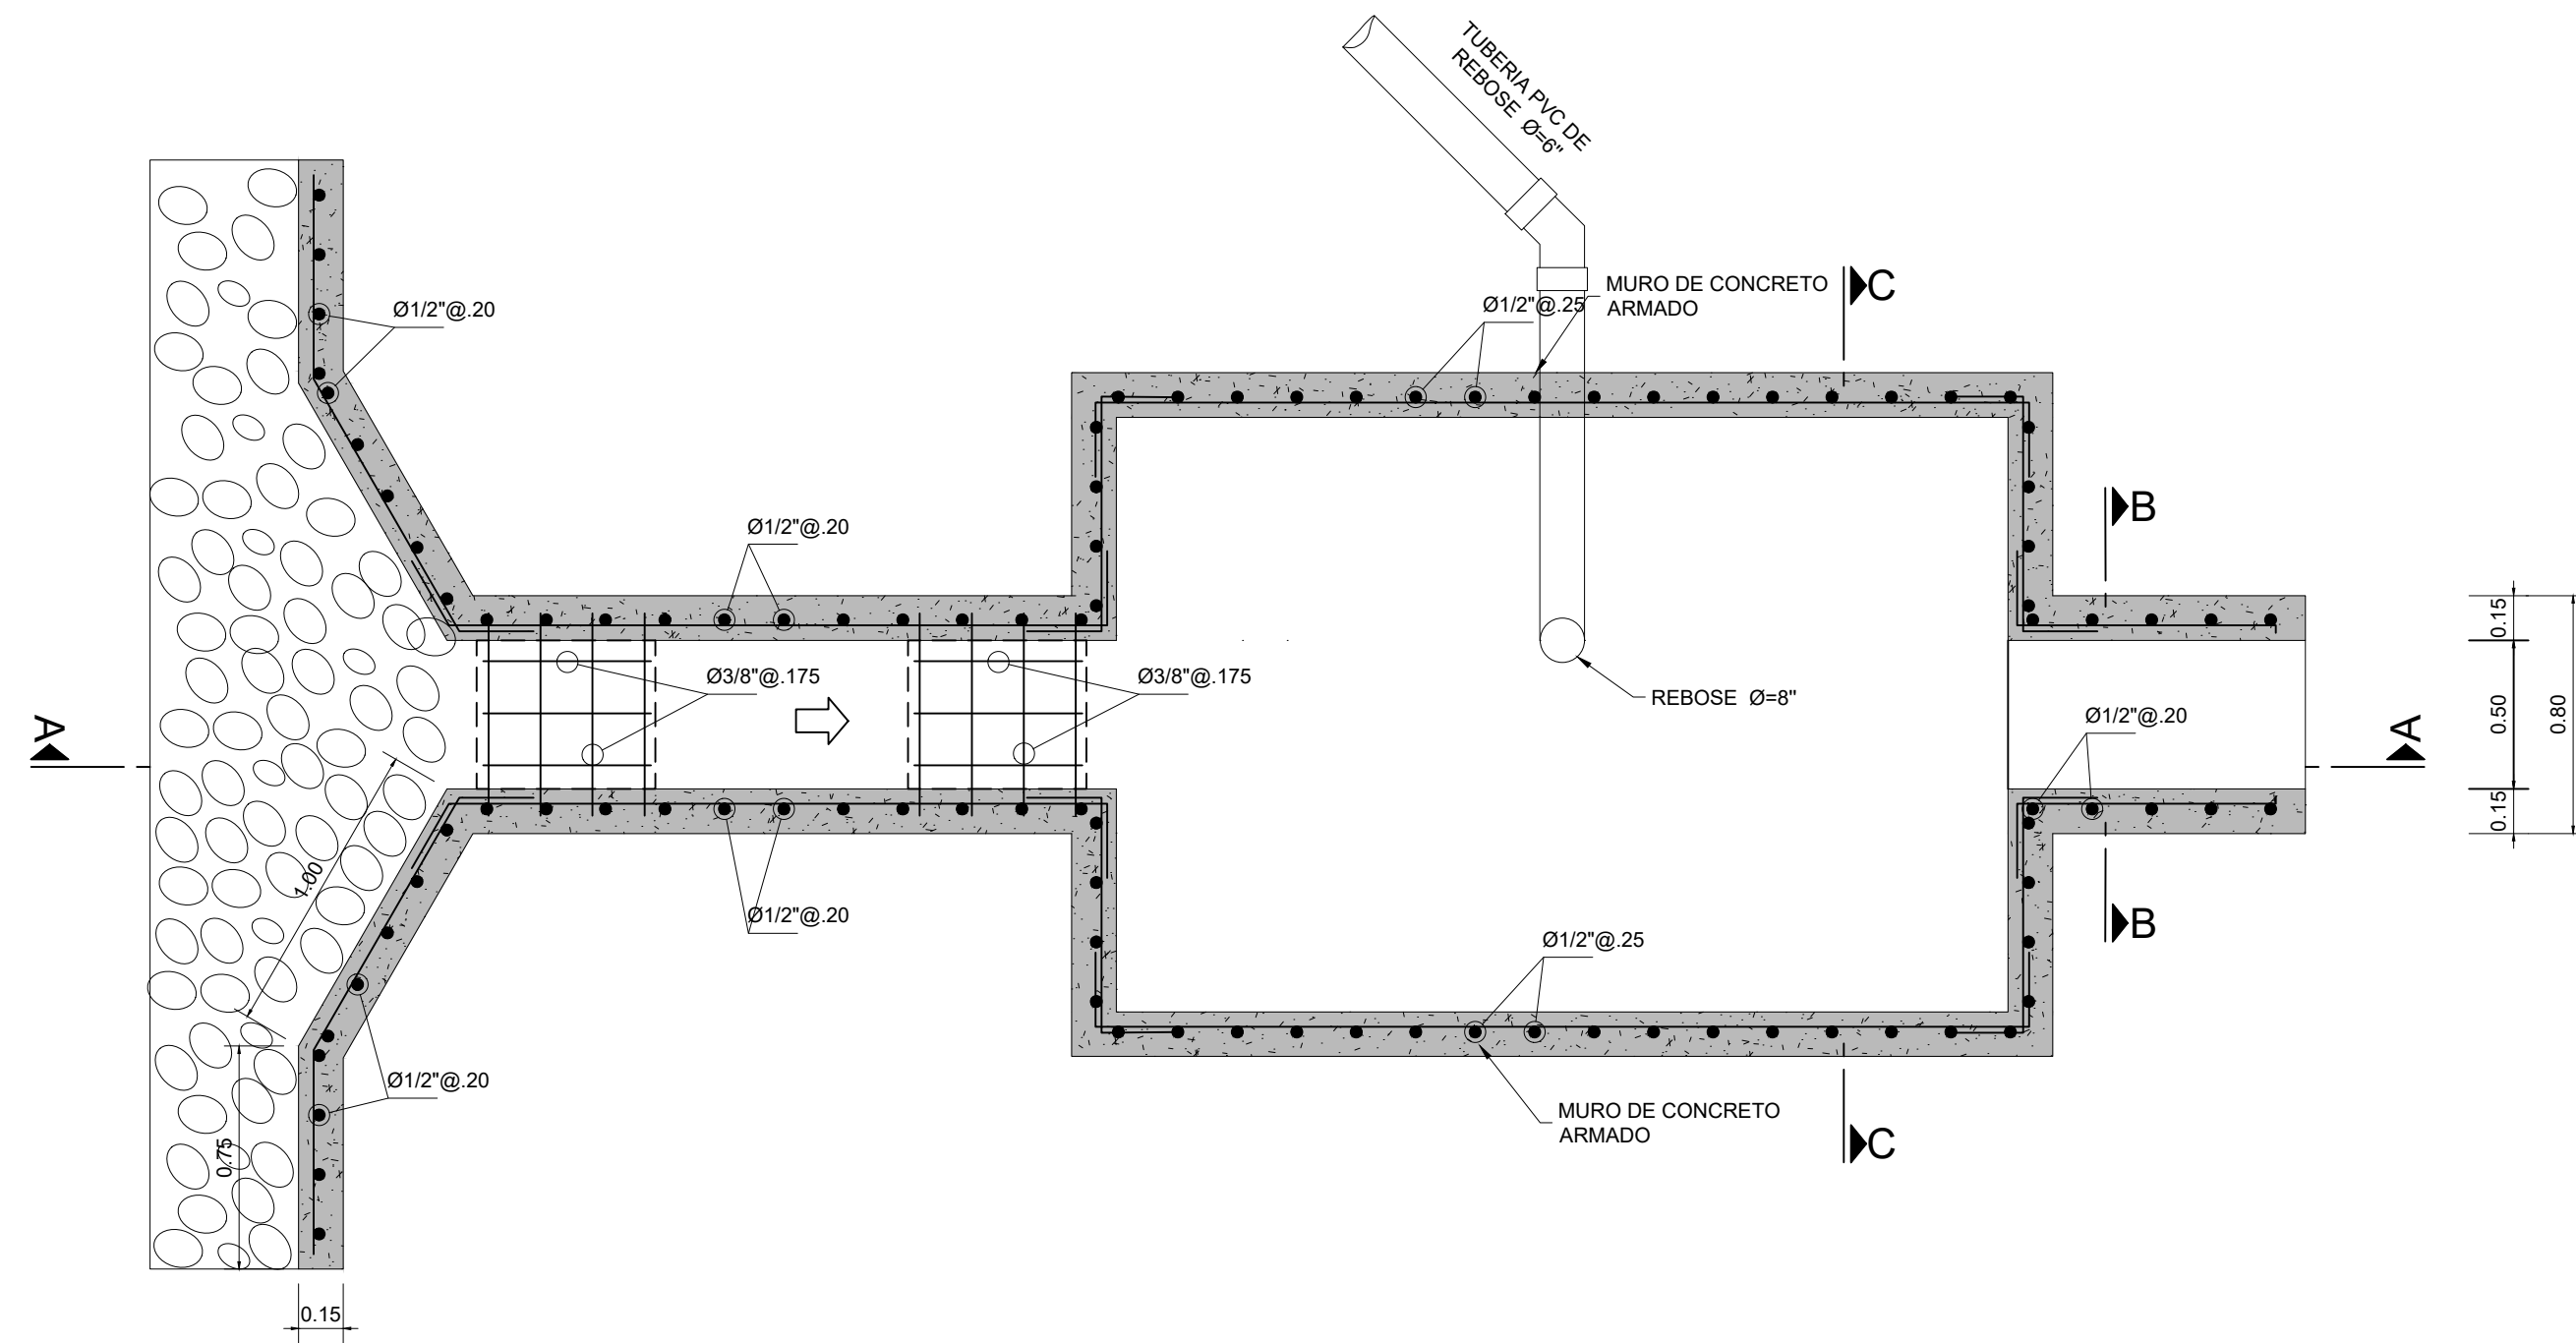 TUBERIA PVC DE
REBOSE Ø=6"
MURO DE CONCRETO
ARMADO
C
Ø1/2"@.25
Ø1/2"@.20
B
Ø1/2"@.20
0.15
Ø3/8"@.175
Ø3/8"@.175
REBOSE Ø=8"
A
Ø1/2"@.20
A
0.50
0.80
0.15
1.00
Ø1/2"@.20
B
Ø1/2"@.25
Ø1/2"@.20
MURO DE CONCRETO
ARMADO
C
0.75
0.15